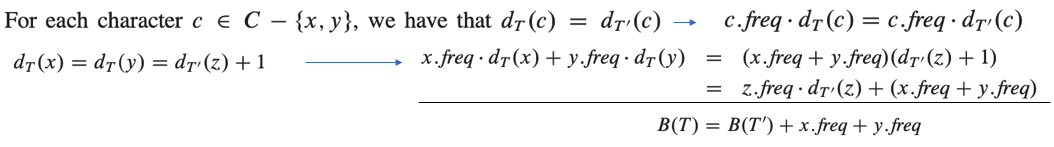 For each character c ∈ C − {x, y}, we have that d_T(c) = d_T′(c) → c.freq · d_T(c) = c.freq · d_T′(c)
d_T(x) = d_T(y) = d_T′(z) + 1 → x.freq · d_T(x) + y.freq · d_T(y) = (x.freq + y.freq)(d_T′(z) + 1)
= z.freq · d_T′(z) + (x.freq + y.freq)
B(T) = B(T′) + x.freq + y.freq